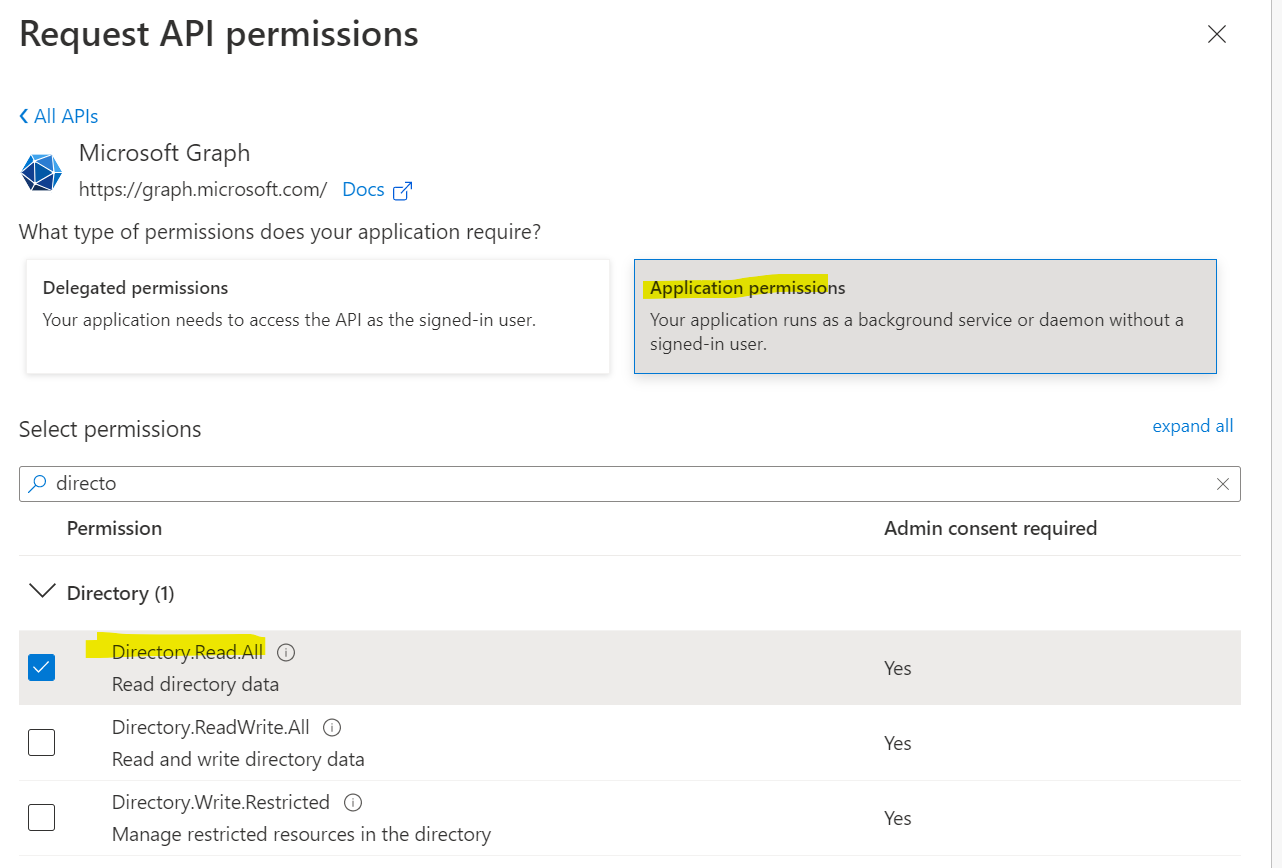 Request API permissions
All APIs
Microsoft Graph
https://graph.microsoft.com/ Docs
What type of permissions does your application require?
Delegated permissions
Your application needs to access the API as the signed-in user.
Application permissions
Your application runs as a background service or daemon without a
signed-in user.
Select permissions
expand all
directo
Permission Admin consent required
Directory (1)
Directory.Read.All
Read directory data
Yes
Directory.ReadWrite.All
Read and write directory data
Yes
Directory.Write.Restricted
Manage restricted resources in the directory
Yes